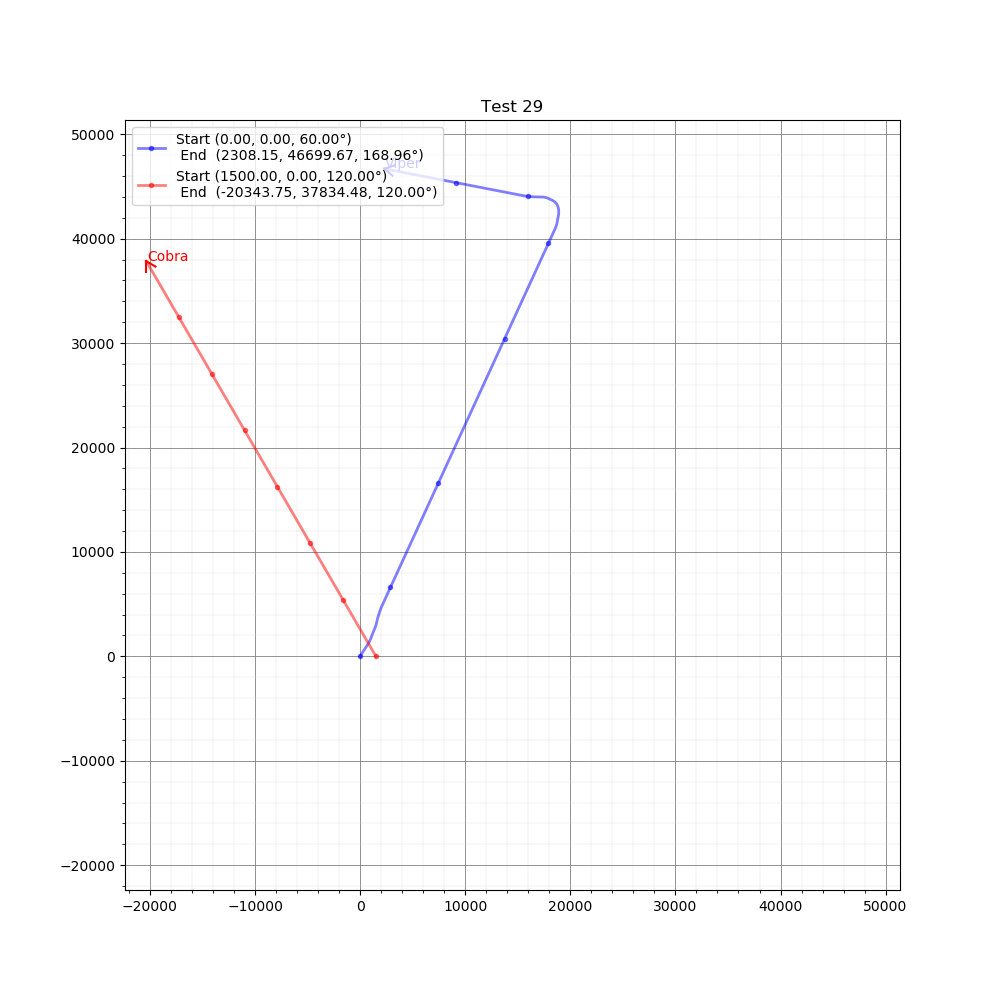 Test 29
50000
40000
30000
20000
10000
0
−10000
−20000
Start (0.00, 0.00, 60.00°)
End (2308.15, 46699.67, 168.96°)
Start (1500.00, 0.00, 120.00°)
End (-20343.75, 37834.48, 120.00°)
Viper
Cobra
−20000 −10000 0 10000 20000 30000 40000 50000